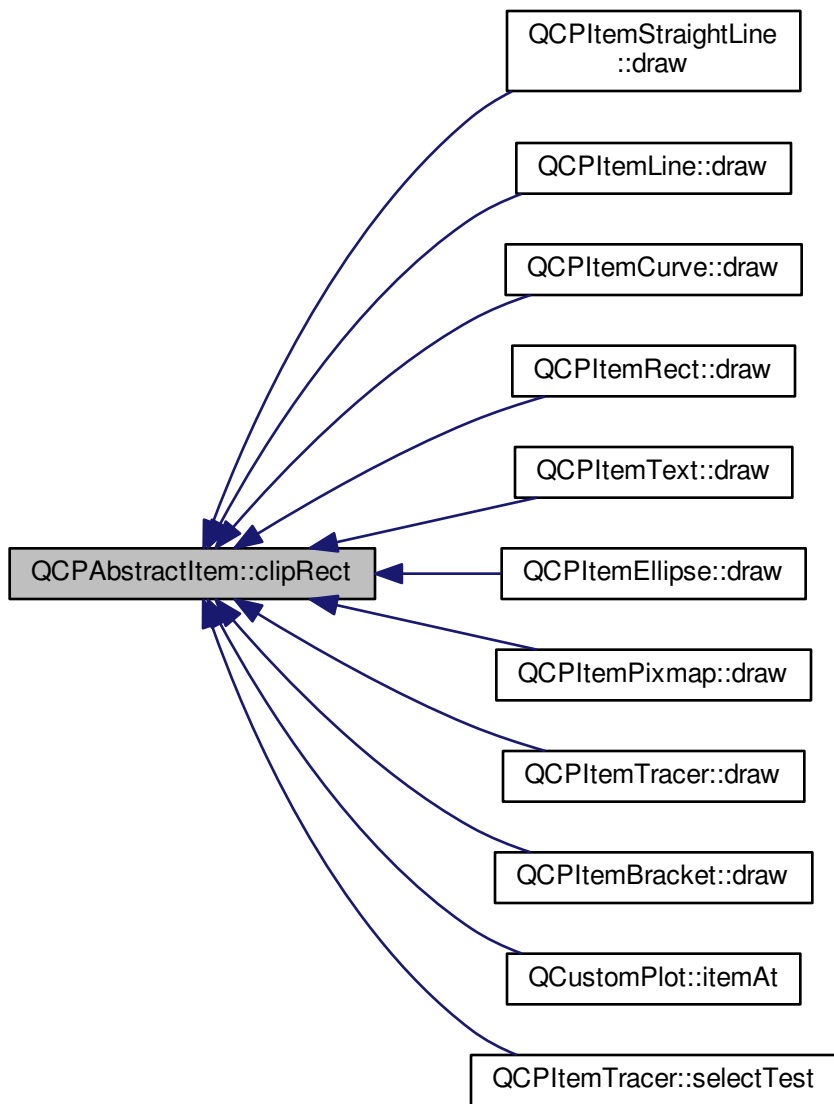 QCPItemStraightLine
::draw
QCPItemLine::draw
QCPItemCurve::draw
QCPItemRect::draw
QCPItemText::draw
QCPAbstractItem::clipRect
QCPItemEllipse::draw
QCPItemPixmap::draw
QCPItemTracer::draw
QCPItemBracket::draw
QCustomPlot::itemAt
QCPItemTracer::selectTest